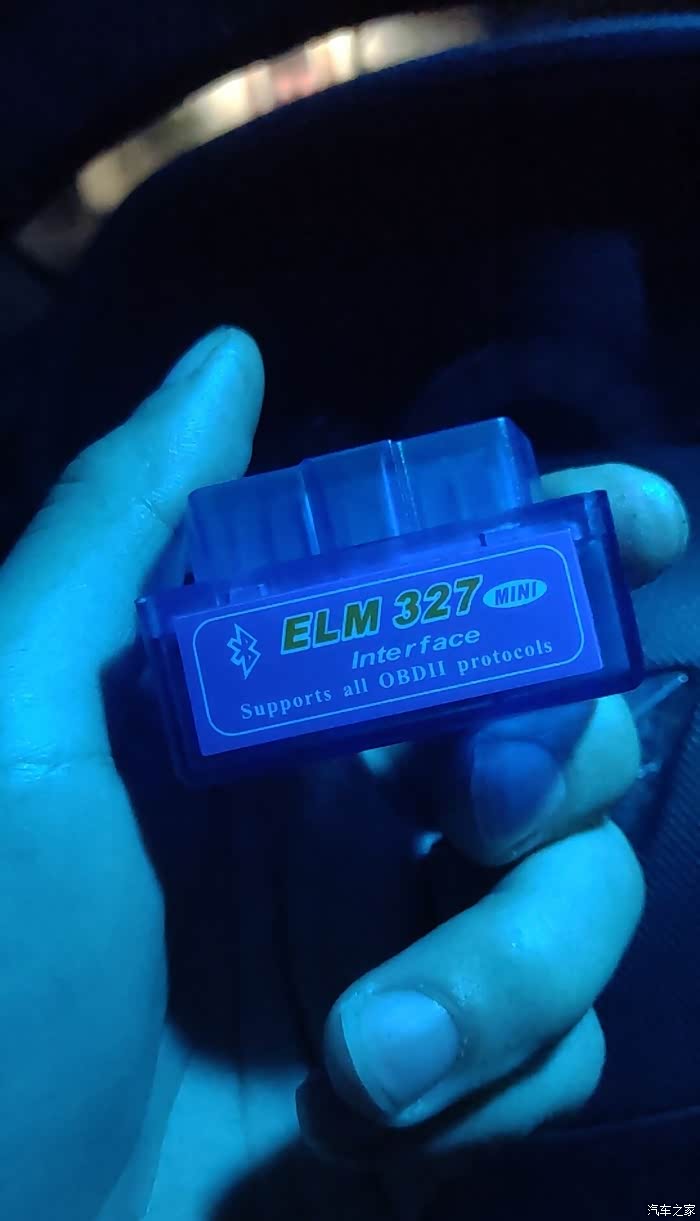 ELM 327 MINI
Interface
Supports all OBDII protocols
汽车之家